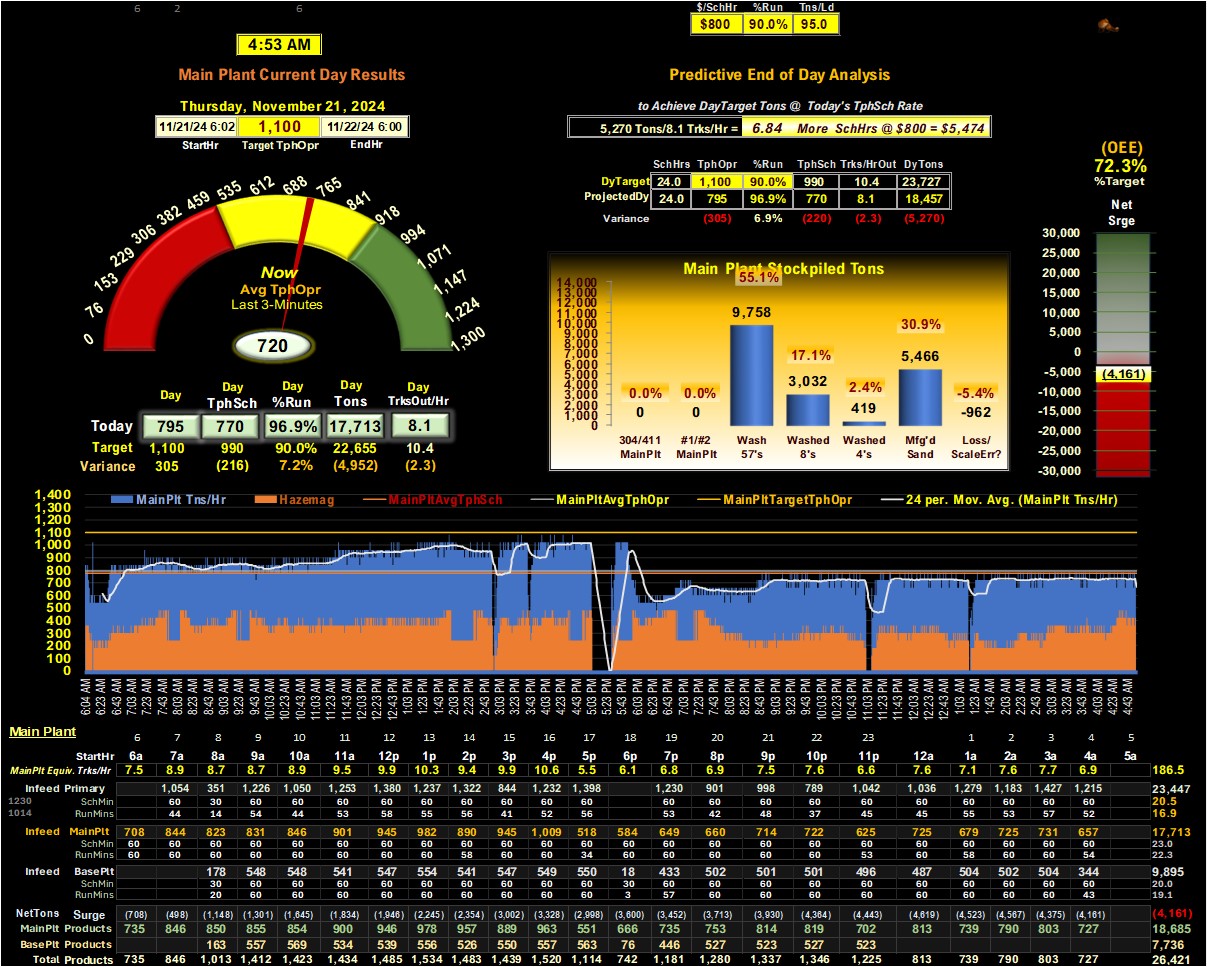 6 2 6
$/SchHr %Run Tns/Ld
$800 90.0% 95.0
4:53 AM
Main Plant Current Day Results
Thursday, November 21, 2024
11/21/24 6:02 1,100 11/22/24 6:00
StartHr Target TphOpr EndHr
0 76 153 229 306 382 459 535 612 688 765 841 918 994 1,071 1,147 1,224 1,300
Now
Avg TphOpr
Last 3-Minutes
720
Day Day TphSch Day %Run Day Tons Day TrksOut/Hr
Today 795 770 96.9% 17,713 8.1
Target 1,100 990 90.0% 22,655 10.4
Variance 305 (216) 7.2% (4,952) (2.3)
Predictive End of Day Analysis
to Achieve DayTarget Tons @ Today's TphSch Rate
5,270 Tons/8.1 Trks/Hr = 6.84 More SchHrs @ $800 = $5,474
SchHrs TphOpr %Run TphSch Trks/HrOut DyTons
DyTarget 24.0 1,100 90.0% 990 10.4 23,727
ProjectedDy 24.0 795 96.9% 770 8.1 18,457
Variance (305) 6.9% (220) (2.3) (5,270)
Main Plant Stockpiled Tons
14,000
13,000
12,000
11,000
10,000
9,000
8,000
7,000
6,000
5,000
4,000
3,000
2,000
1,000
0
0.0% 0.0% 55.1% 17.1% 2.4% 30.9% -5.4%
0 0 9,758 3,032 419 5,466 -962
304/411 #1/#2 Wash Washed Washed Mfg'd Loss/
MainPlt MainPlt 57's 8's 4's Sand ScaleErr?
(OEE)
72.3%
%Target
Net
Srge
30,000
25,000
20,000
15,000
10,000
5,000
0
-5,000
-10,000
-15,000
-20,000
-25,000
-30,000
(4,161)
MainPlt Tns/Hr Hazemag MainPltAvgTphSch MainPltAvgTphOpr MainPltTargetTphOpr 24 per. Mov. Avg. (MainPlt Tns/Hr)
1,400
1,300
1,200
1,100
1,000
900
800
700
600
500
400
300
200
100
0
6:04 AM 6:23 AM 6:43 AM 7:03 AM 7:23 AM 7:43 AM 8:03 AM 8:23 AM 8:43 AM 9:03 AM 9:23 AM 9:43 AM 10:03 AM 10:23 AM 10:43 AM 11:03 AM 11:23 AM 11:43 AM 12:03 PM 12:23 PM 12:43 PM 1:03 PM 1:23 PM 1:43 PM 2:03 PM 2:23 PM 2:43 PM 3:03 PM 3:23 PM 3:43 PM 4:03 PM 4:23 PM 4:43 PM 5:03 PM 5:23 PM 5:43 PM 6:03 PM 6:23 PM 6:43 PM 7:03 PM 7:23 PM 7:43 PM 8:03 PM 8:23 PM 8:43 PM 9:03 PM 9:23 PM 9:43 PM 10:03 PM 10:23 PM 10:43 PM 11:03 PM 11:23 PM 11:43 PM 12:03 AM 12:23 AM 12:43 AM 1:03 AM 1:23 AM 1:43 AM 2:03 AM 2:23 AM 2:43 AM 3:03 AM 3:23 AM 3:43 AM 4:03 AM 4:23 AM 4:43 AM
Main Plant
6 7 8 9 10 11 12 13 14 15 16 17 18 19 20 21 22 23 1 2 3 4 5
StartHr 6a 7a 8a 9a 10a 11a 12p 1p 2p 3p 4p 5p 6p 7p 8p 9p 10p 11p 12a 1a 2a 3a 4a 5a
MainPlt Equiv. Trks/Hr 7.5 8.9 8.7 8.7 8.9 9.5 9.9 10.3 9.4 9.9 10.6 5.5 6.1 6.8 6.9 7.5 7.6 6.6 7.6 7.1 7.6 7.7 6.9 186.5
Infeed Primary 1,054 351 1,226 1,050 1,253 1,380 1,237 1,322 844 1,232 1,398 1,230 901 998 789 1,042 1,036 1,279 1,183 1,427 1,215 23,447
1230 SchMin 60 30 60 60 60 60 60 60 60 60 60 60 60 60 60 60 60 60 60 60 60 20.5
1014 RunMins 44 14 54 44 53 58 55 56 41 52 56 53 42 48 37 45 45 55 53 57 52 16.9
Infeed MainPlt 708 844 823 831 846 901 945 982 890 945 1,009 518 584 649 660 714 722 625 725 679 725 731 657 17,713
SchMin 60 60 60 60 60 60 60 60 60 60 60 60 60 60 60 60 60 60 60 60 60 60 60 23.0
RunMins 60 60 60 60 60 60 60 60 58 60 60 34 60 60 60 60 60 53 60 58 60 60 54 22.3
Infeed BasePlt 178 548 548 541 547 554 541 547 549 550 18 433 502 501 501 496 487 504 502 504 344 9,895
SchMin 30 60 60 60 60 60 60 60 60 60 30 60 60 60 60 60 60 60 60 60 60 20.0
RunMins 20 60 60 60 60 60 60 60 60 60 3 57 60 60 60 60 60 60 60 60 43 19.1
NetTons Surge (708) (498) (1,148) (1,301) (1,645) (1,834) (1,946) (2,245) (2,354) (3,002) (3,328) (2,998) (3,600) (3,452) (3,713) (3,930) (4,364) (4,443) (4,619) (4,523) (4,567) (4,375) (4,161) (4,161)
MainPlt Products 735 846 850 855 854 900 946 978 957 889 963 551 666 735 753 814 819 702 813 739 790 803 727 18,685
BasePlt Products 163 557 569 534 539 556 526 550 557 563 76 446 527 523 527 523 7,736
Total Products 735 846 1,013 1,412 1,423 1,434 1,485 1,534 1,483 1,439 1,520 1,114 742 1,181 1,280 1,337 1,346 1,225 813 739 790 803 727 26,421